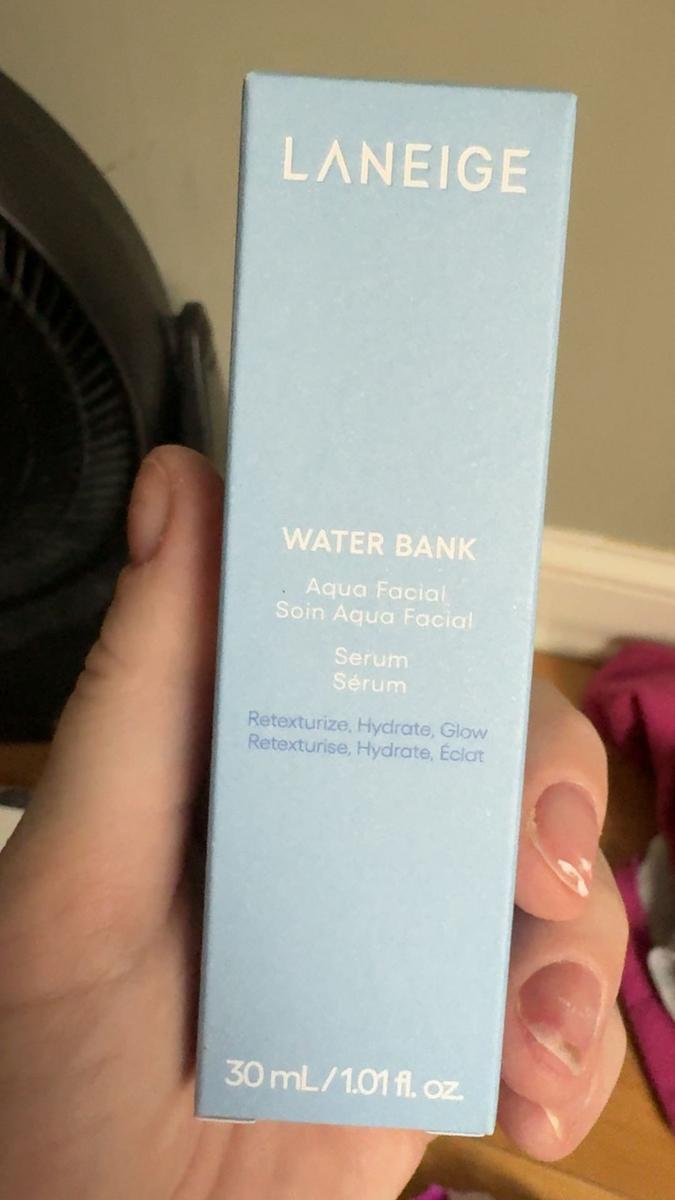 LANEIGE
WATER BANK
Aqua Facial
Soin Aqua Facial
Serum
Sérum
Retexturize, Hydrate, Glow
Retexturise, Hydrate, Éclat
30 mL / 1.01 fl. oz.